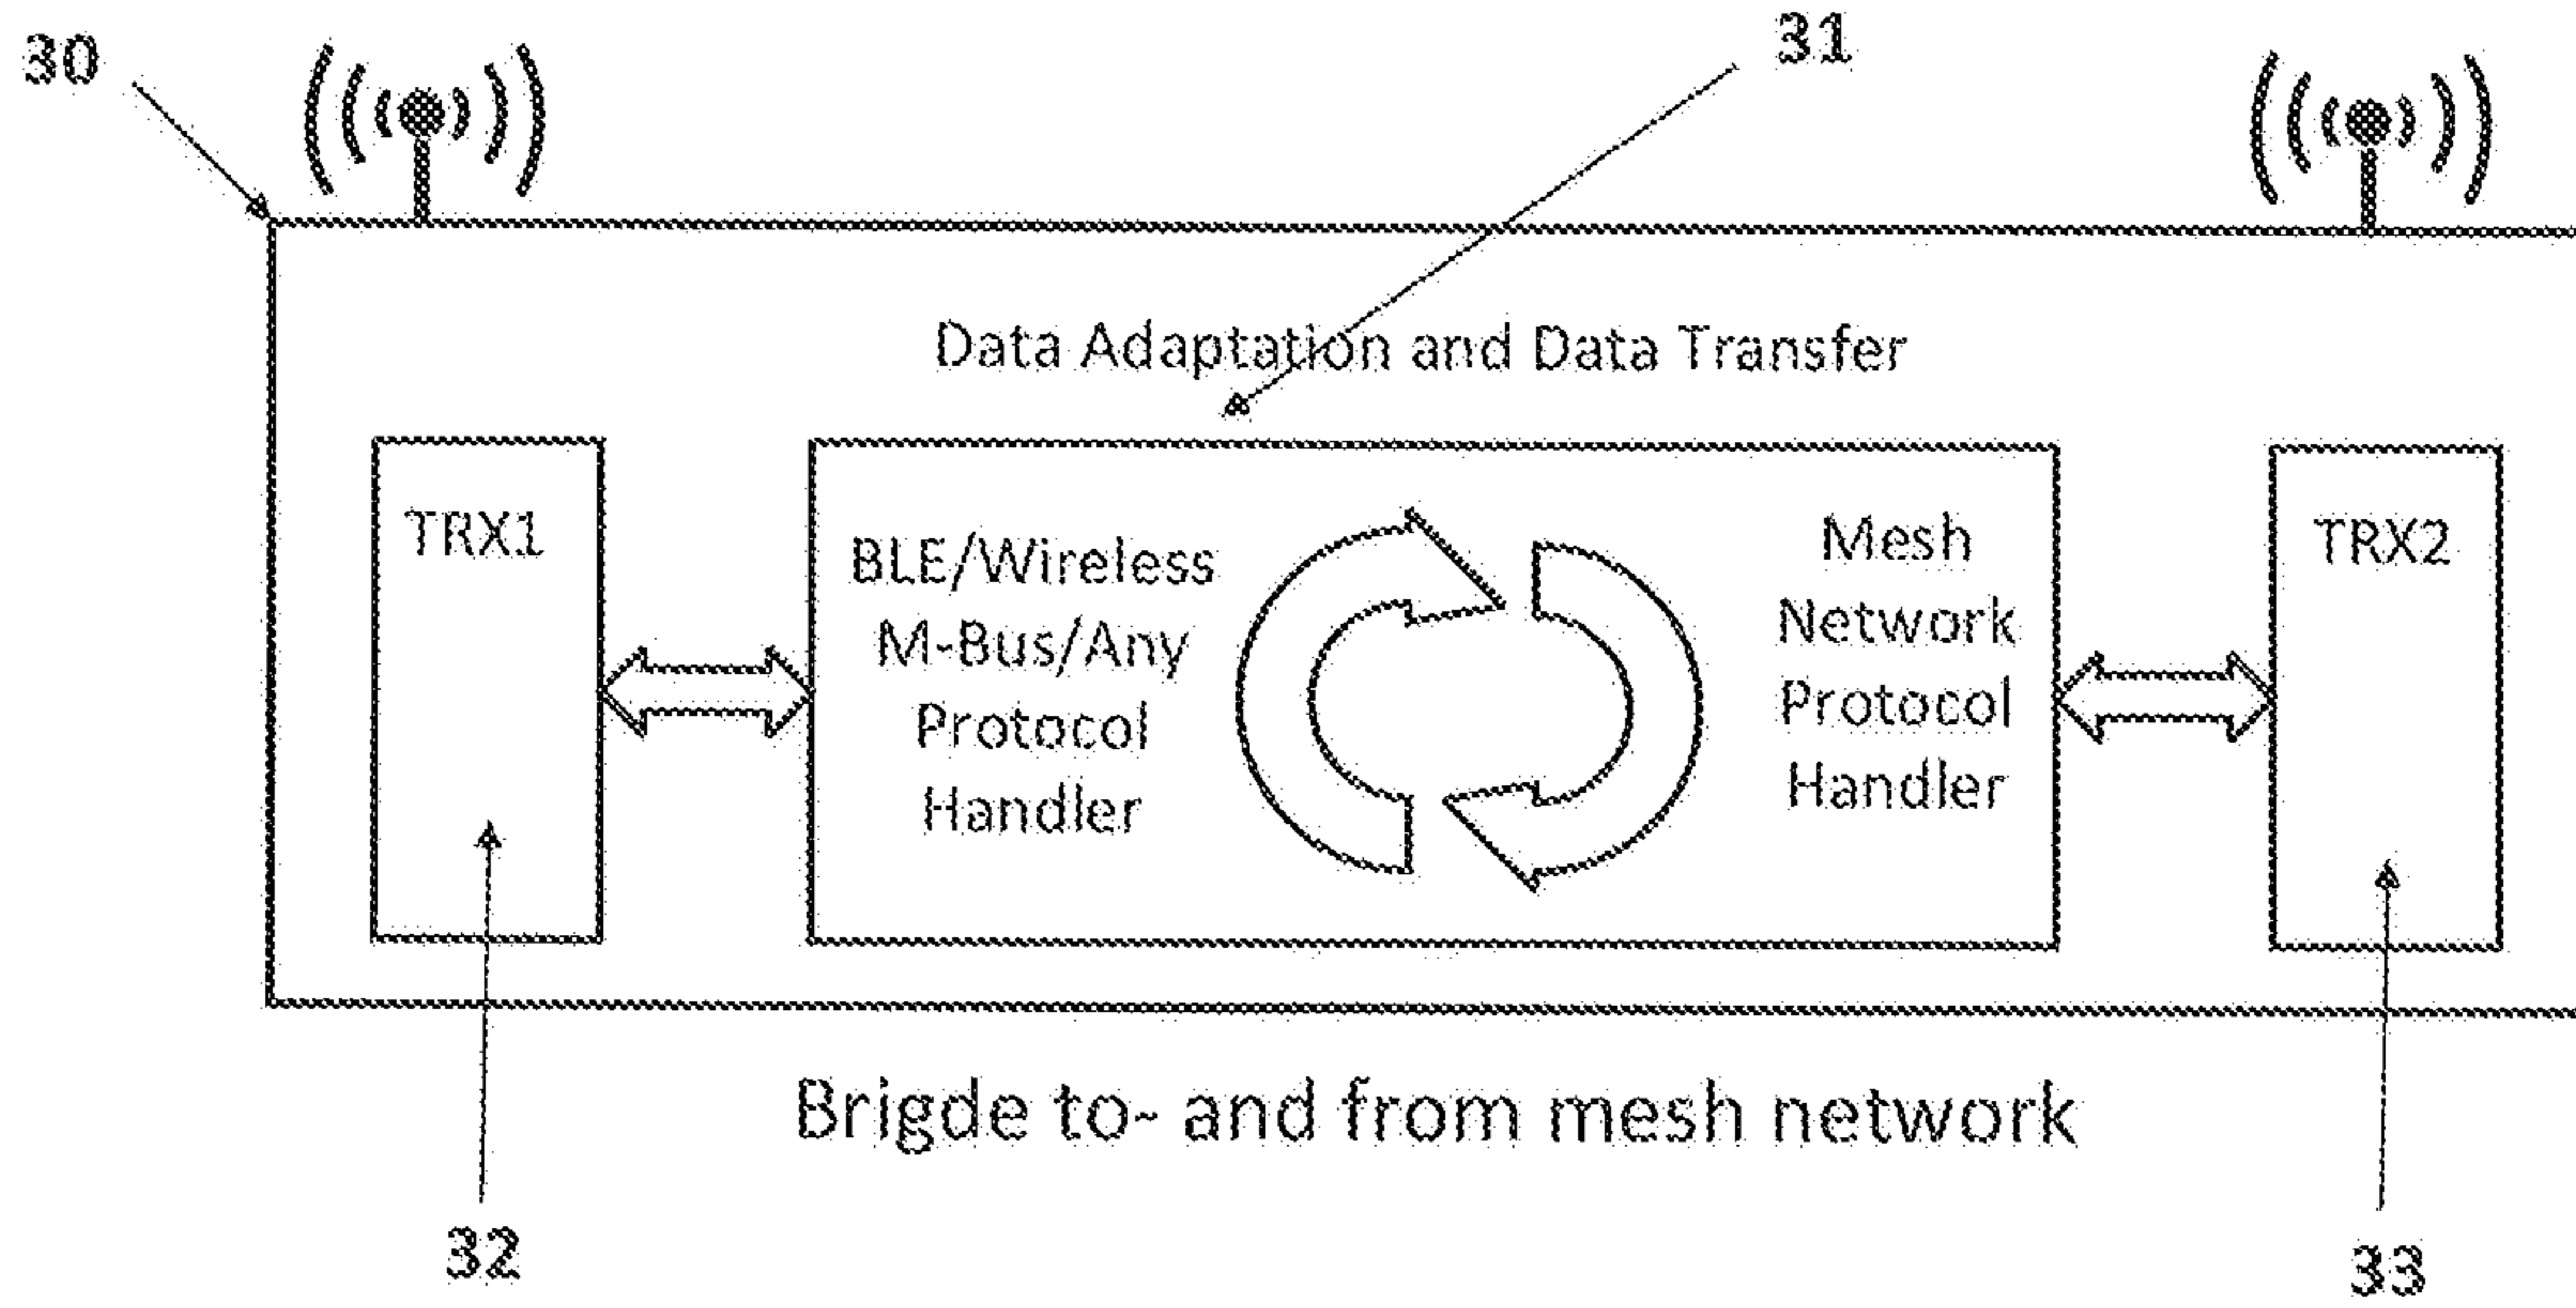 30
31
Data Adaptation and Data Transfer
TRX1
BLE/Wireless
M-Bus/Any
Protocol
Handler
Mesh
Network
Protocol
Handler
TRX2
Brigde to- and from mesh network
32
33